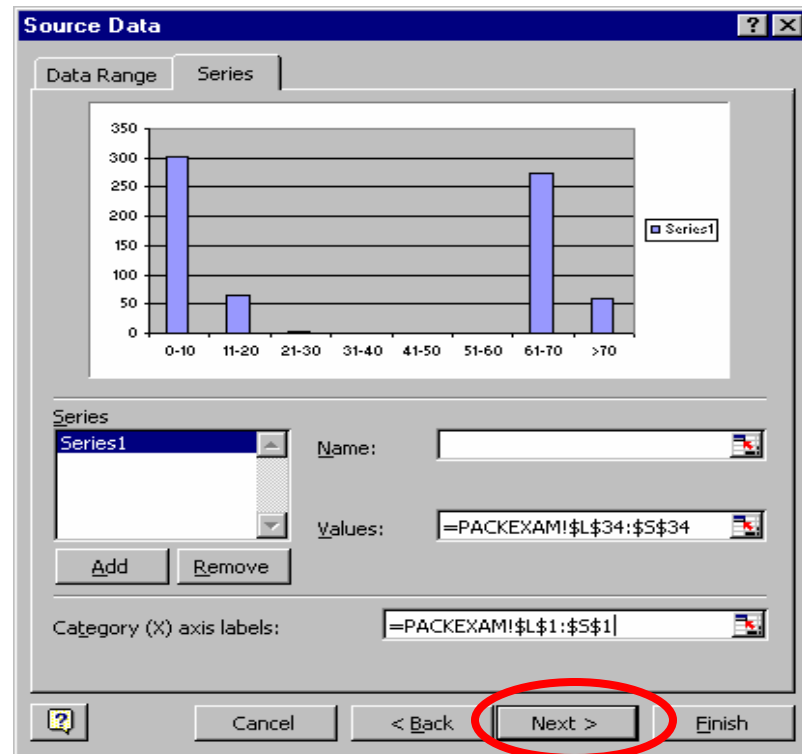 Source Data
Data Range Series
350
300
250
200
150
100
50
0
0-10 11-20 21-30 31-40 41-50 51-60 61-70 >70
Series1
Series
Series1
Name:
Values: =PACKEXAM!$L$34:$S$34
Add Remove
Category (X) axis labels: =PACKEXAM!$L$1:$S$1
Cancel < Back Next > Finish